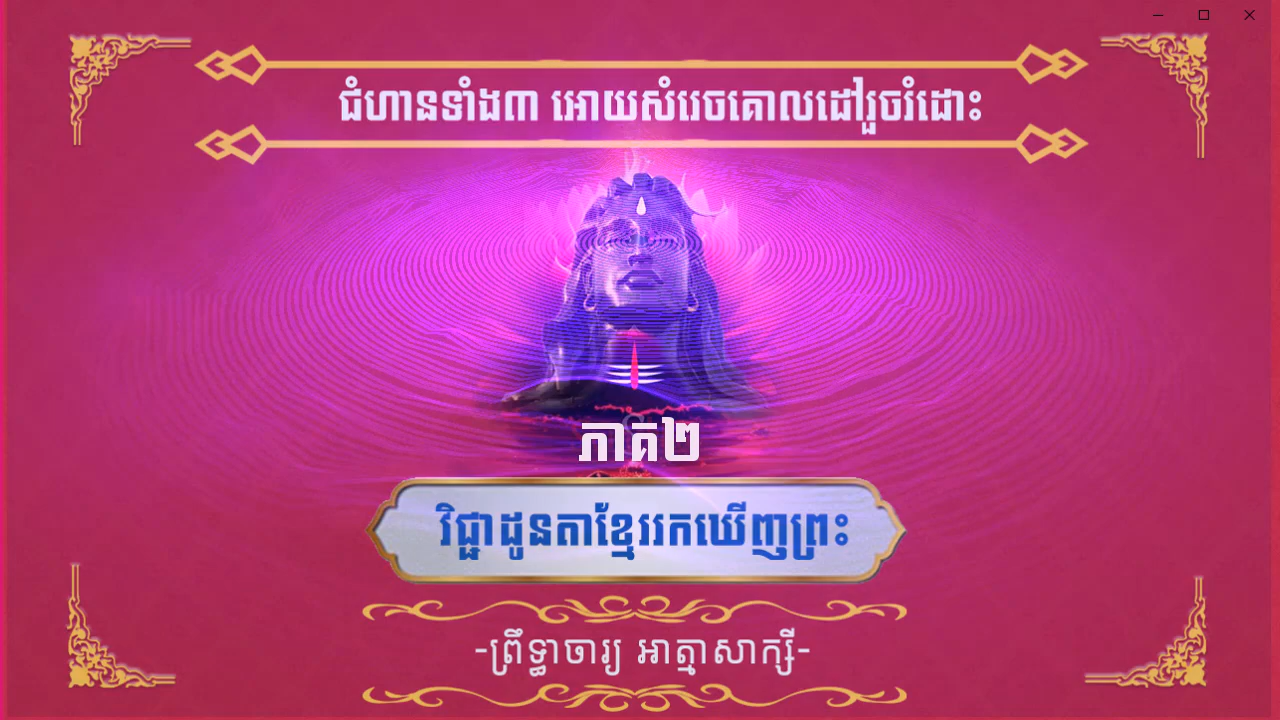 ជំហានទាំង៣ អោយសំរេចគោលដៅរួចរំដោះ
ភាគ២
វិជ្ជាដូនតាខ្មែររកឃើញព្រះ
-ព្រឹទ្ធាចារ្យ អាត្មាសាក្សី-